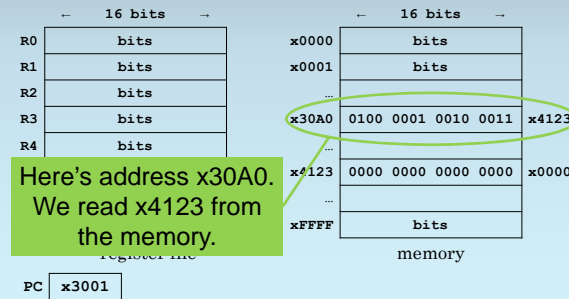 ← 16 bits → ← 16 bits →
R0 bits x0000 bits
R1 bits x0001 bits
R2 bits …
R3 bits x30A0 0100 0001 0010 0011 x4123
R4 bits …
x4123 0000 0000 0000 0000 x0000
…
xFFFF bits
Here's address x30A0.
We read x4123 from
the memory.
register file memory
PC x3001